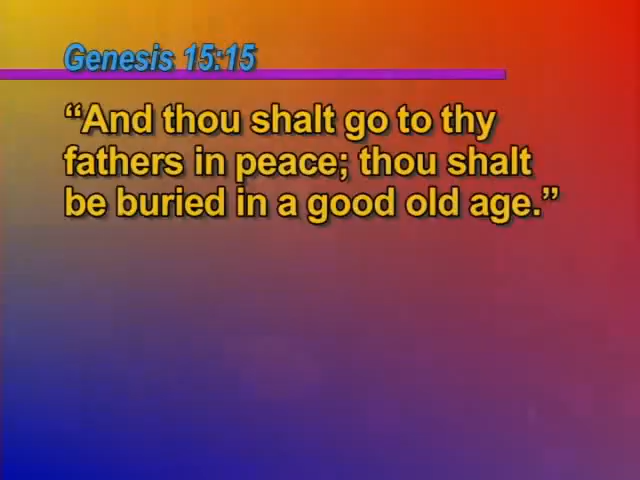 Genesis 15:15
“And thou shalt go to thy
fathers in peace; thou shalt
be buried in a good old age.”